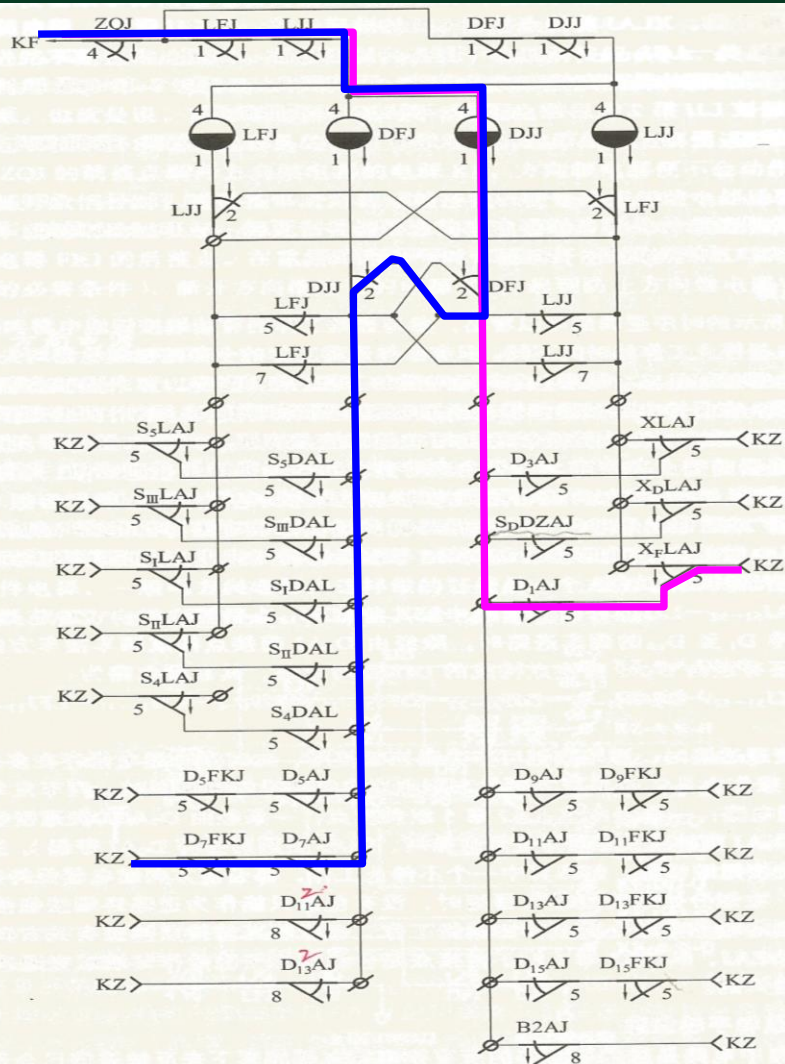 ZQJ LFJ LJJ DFJ DJJ
KF 4 1 1 1 1
4 4 4 4
LFJ DFJ DJJ LJJ
1 1 1 1
LJJ 2 2 LFJ
DJJ 2 2 DFJ
LFJ LJJ
5 5
LFJ LJJ
7 7
S5LAJ XLAJ
KZ 5 5 KZ
S5DAL D3AJ
5 5
SIIILAJ XDLAJ
KZ 5 5 KZ
SIIIDAL SDDZAJ
5 5
SILAJ XFLAJ
KZ 5 5 KZ
SIDAL D1AJ
5 5
SIILAJ
KZ 5
SIIDAL
5
S4LAJ
KZ 5
S4DAL
5
D5FKJ D5AJ D9AJ D9FKJ
KZ 5 5 5 5 KZ
D7FKJ D7AJ D11AJ D11FKJ
KZ 5 5 5 5 KZ
2
D11AJ D13AJ D13FKJ
KZ 8 5 5 KZ
2
D13AJ D15AJ D15FKJ
KZ 8 5 5 KZ
B2AJ
8 KZ